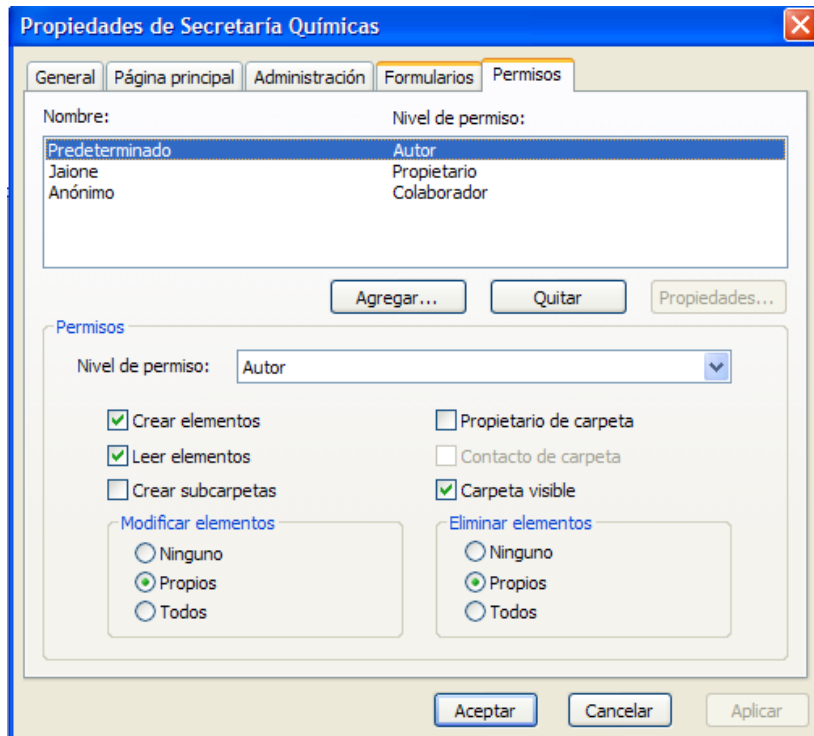 Propiedades de Secretaría Químicas
General Página principal Administración Formularios Permisos
Nombre: Nivel de permiso:
Predeterminado Autor
Jaione Propietario
Anónimo Colaborador
Agregar... Quitar Propiedades...
Permisos
Nivel de permiso: Autor
Crear elementos Propietario de carpeta
Leer elementos Contacto de carpeta
Crear subcarpetas Carpeta visible
Modificar elementos Eliminar elementos
Ninguno Ninguno
Propios Propios
Todos Todos
Aceptar Cancelar Aplicar